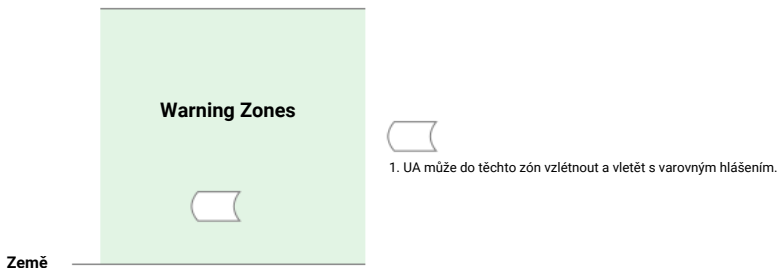 Warning Zones
1. UA může do těchto zón vzlétnout a vletět s varovným hlášením.
Země